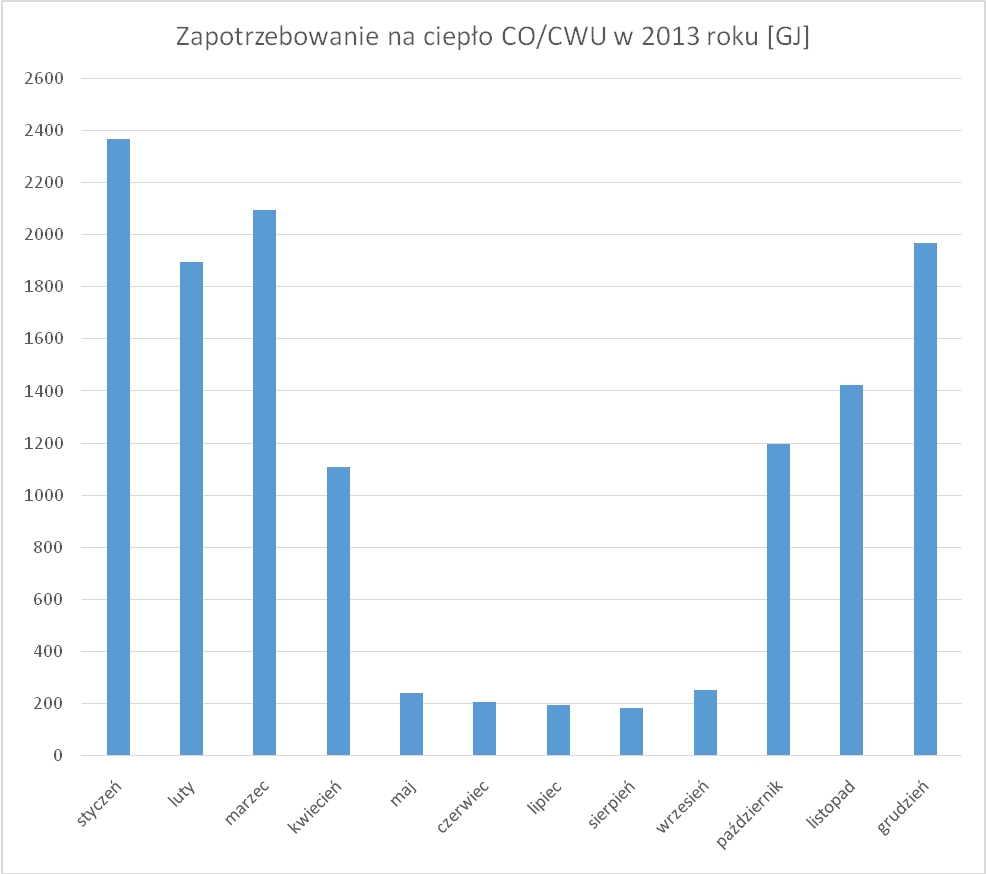 Zapotrzebowanie na ciepło CO/CWU w 2013 roku [GJ]
2600
2400
2200
2000
1800
1600
1400
1200
1000
800
600
400
200
0
styczeń
luty
marzec
kwiecień
maj
czerwiec
lipiec
sierpień
wrzesień
październik
listopad
grudzień